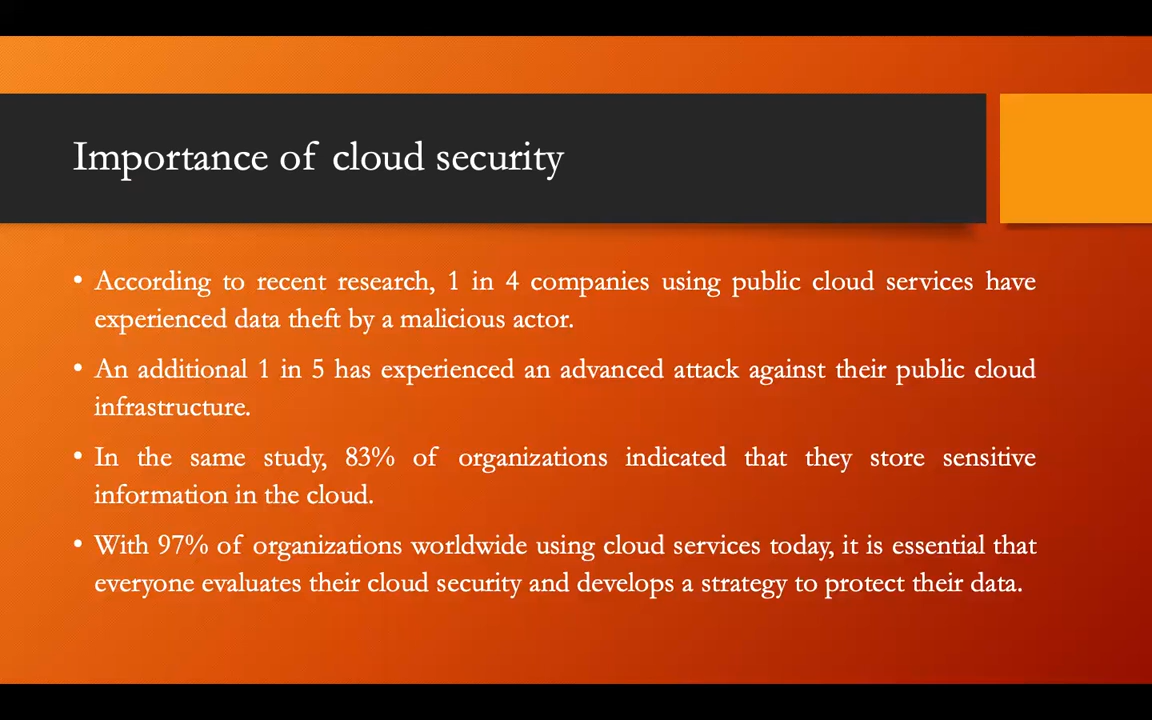 Importance of cloud security
• According to recent research, 1 in 4 companies using public cloud services have
experienced data theft by a malicious actor.
• An additional 1 in 5 has experienced an advanced attack against their public cloud
infrastructure.
• In the same study, 83% of organizations indicated that they store sensitive
information in the cloud.
• With 97% of organizations worldwide using cloud services today, it is essential that
everyone evaluates their cloud security and develops a strategy to protect their data.